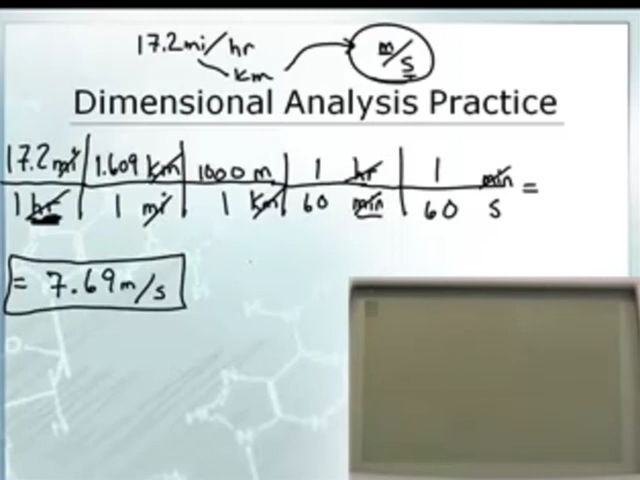 17.2mi/hr
km
m/s
Dimensional Analysis Practice
17.2 mi | 1.609 km | 1000 m | 1 hr | 1 min =
1 hr | 1 mi | 1 km | 60 min | 60 s
= 7.69 m/s